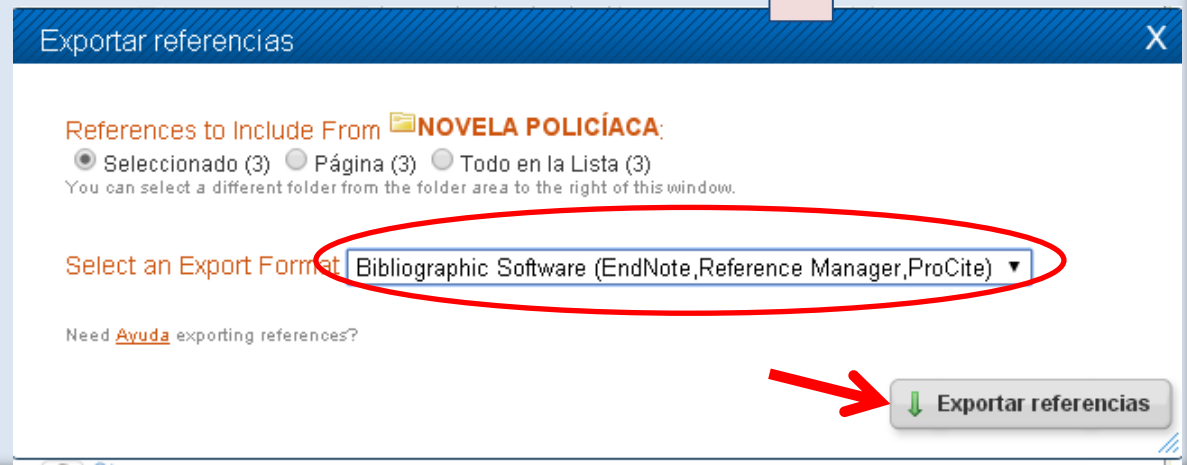 Exportar referencias X
References to Include From NOVELA POLICÍACA:
Seleccionado (3) Página (3) Todo en la Lista (3)
You can select a different folder from the folder area to the right of this window.
Select an Export Format Bibliographic Software (EndNote,Reference Manager,ProCite)
Need Ayuda exporting references?
Exportar referencias